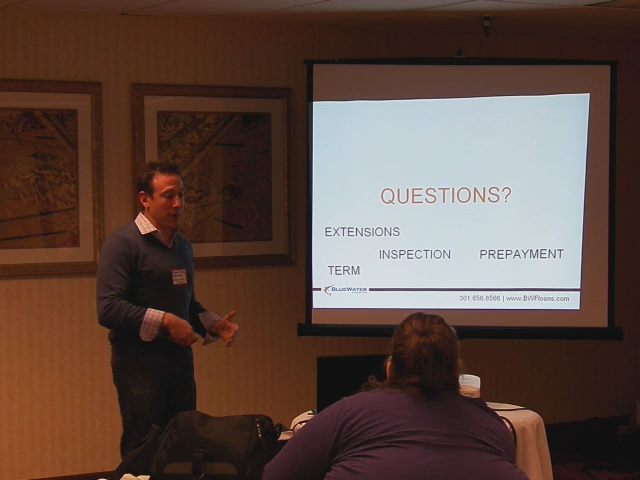 QUESTIONS?
EXTENSIONS
INSPECTION PREPAYMENT
TERM
BLUEWATER
301.656.6566 | www.BWFloans.com